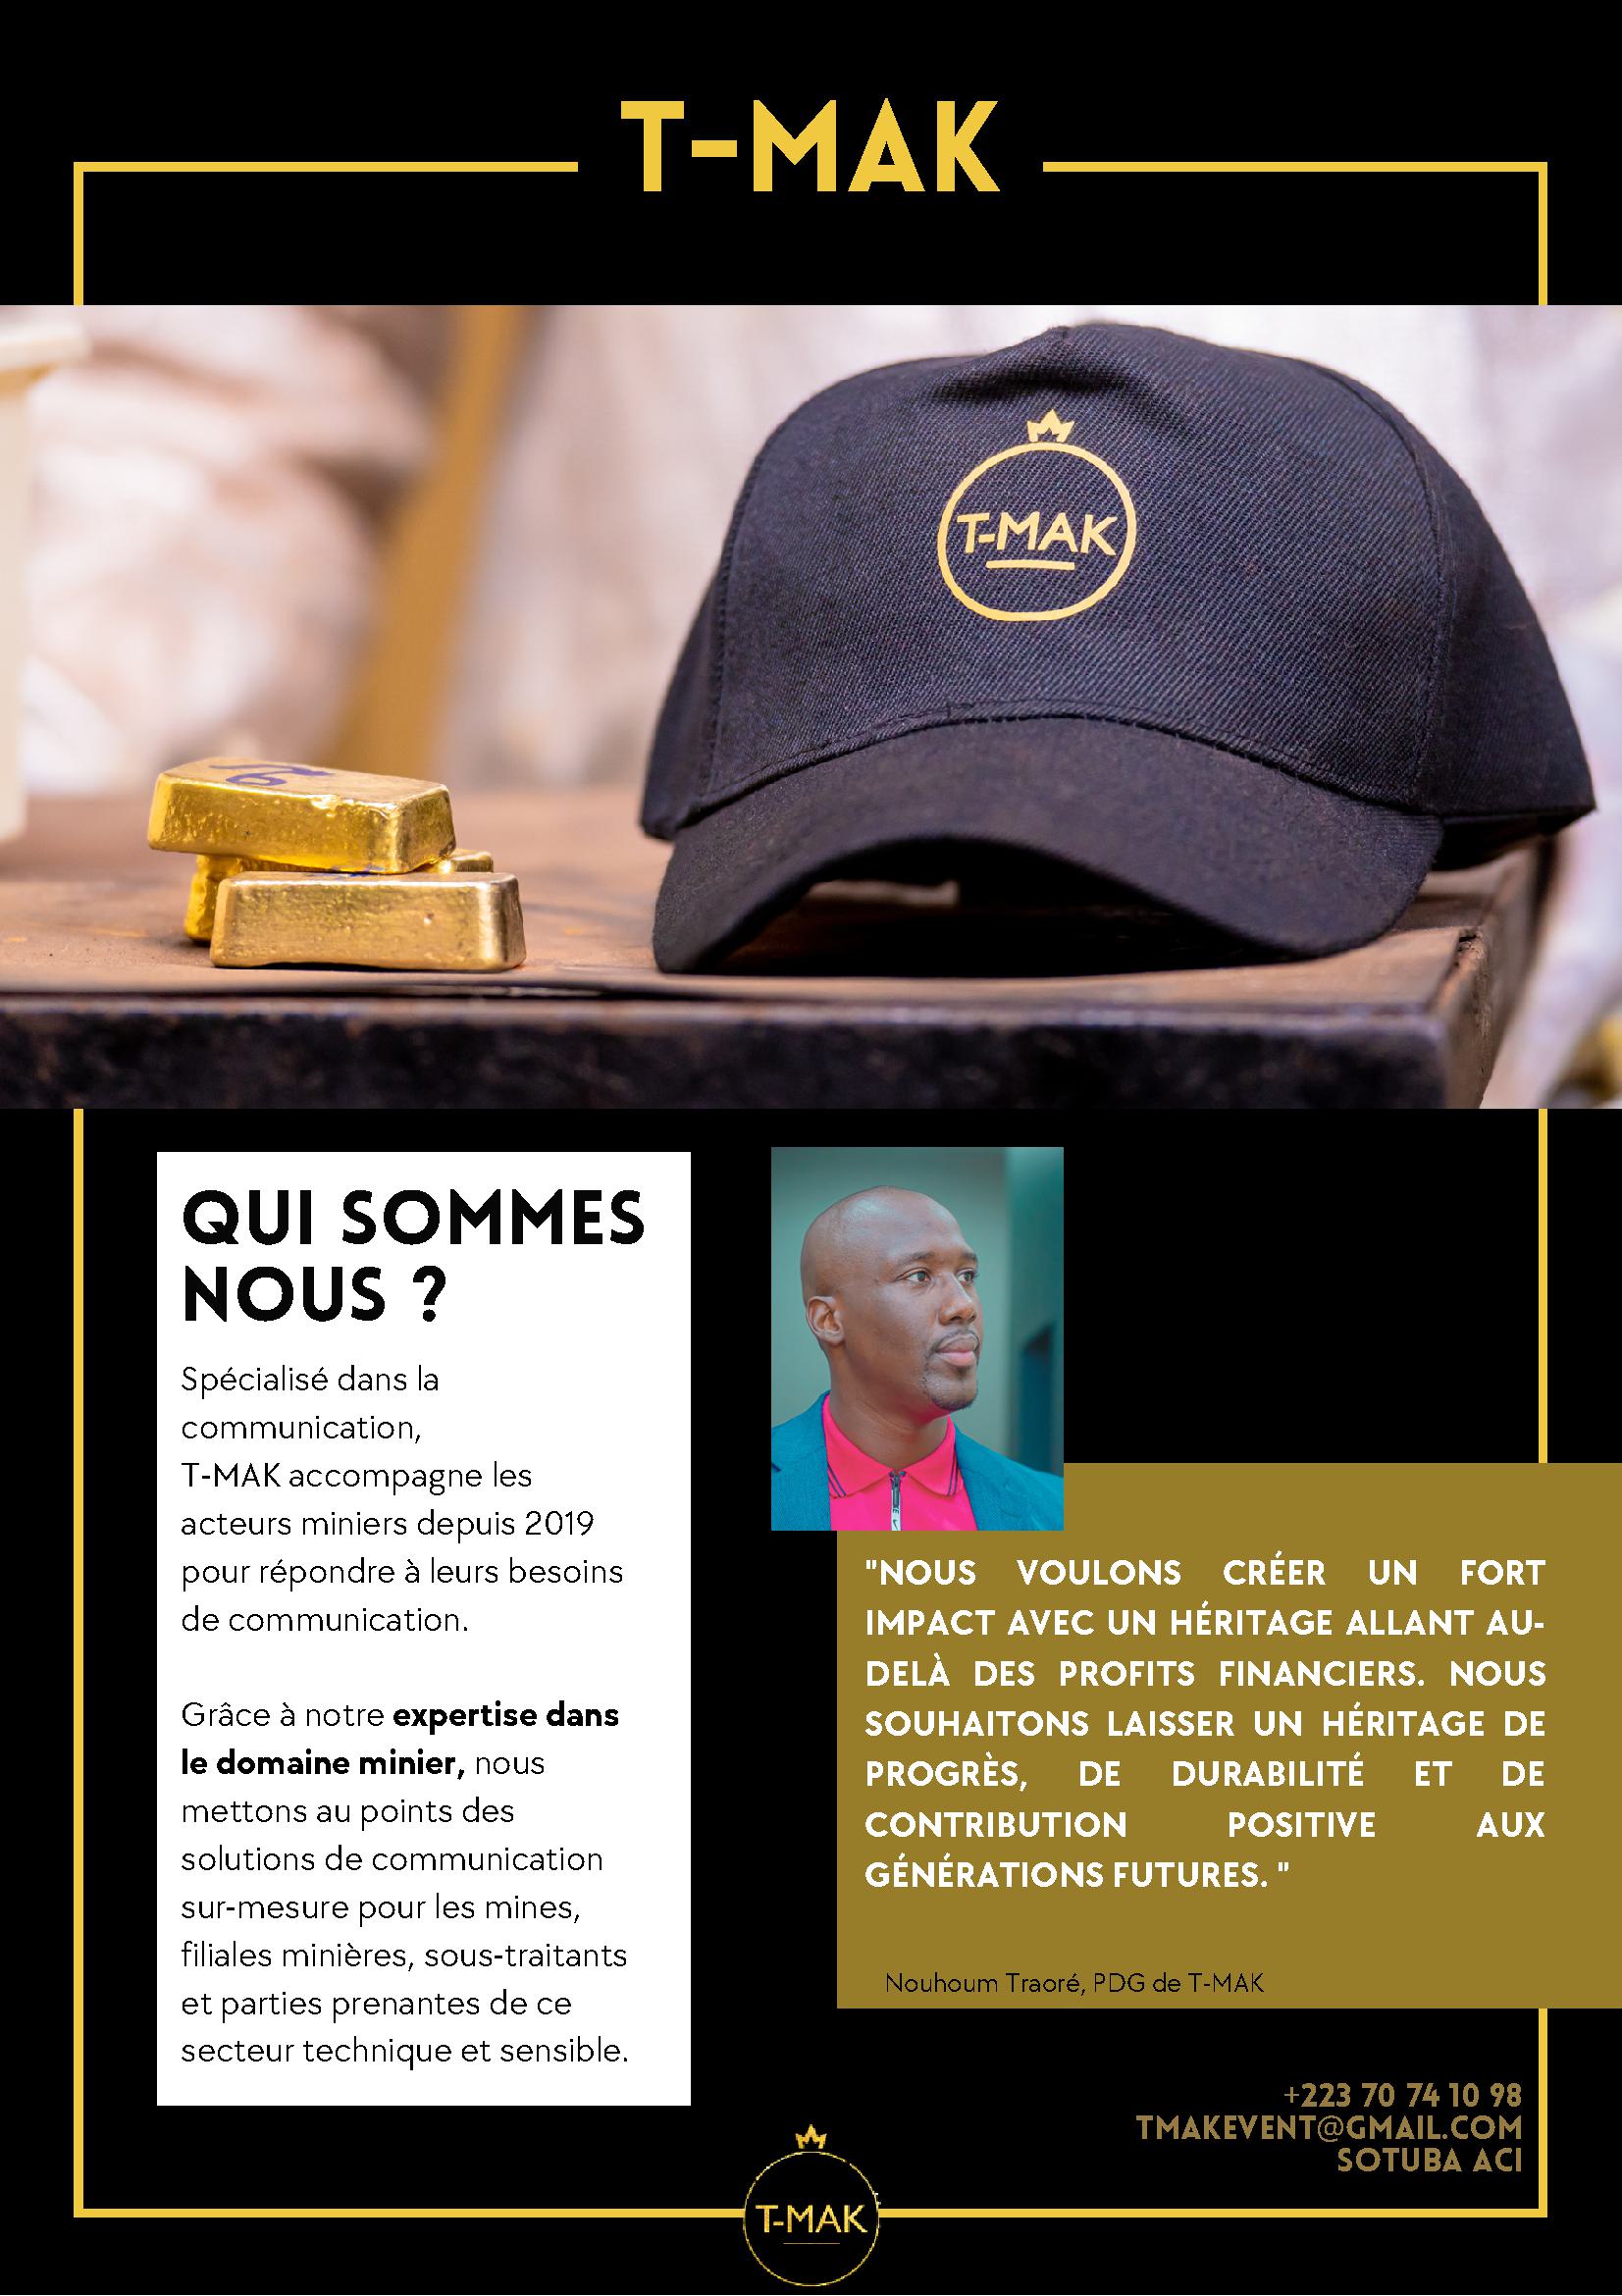 T-MAK
T-MAK
QUI SOMMES
NOUS ?
Spécialisé dans la
communication,
T-MAK accompagne les
acteurs miniers depuis 2019
pour répondre à leurs besoins
de communication.
Grâce à notre expertise dans
le domaine minier, nous
mettons au points des
solutions de communication
sur-mesure pour les mines,
filiales minières, sous-traitants
et parties prenantes de ce
secteur technique et sensible.
"NOUS VOULONS CRÉER UN FORT
IMPACT AVEC UN HÉRITAGE ALLANT AU-
DELÀ DES PROFITS FINANCIERS. NOUS
SOUHAITONS LAISSER UN HÉRITAGE DE
PROGRÈS, DE DURABILITÉ ET DE
CONTRIBUTION POSITIVE AUX
GÉNÉRATIONS FUTURES. "
Nouhoum Traoré, PDG de T-MAK
+223 70 74 10 98
TMAKEVENT@GMAIL.COM
SOTUBA ACI
T-MAK